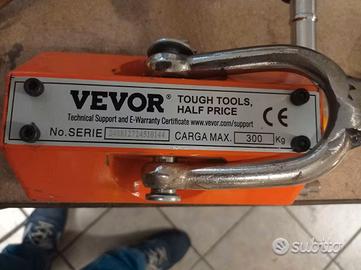 VEVOR® TOUGH TOOLS, HALF PRICE
Technical Support and E-Warranty Certificate www.vevor.com/support
No.SERIE CARGA MAX. 300 Kg
CE
subito